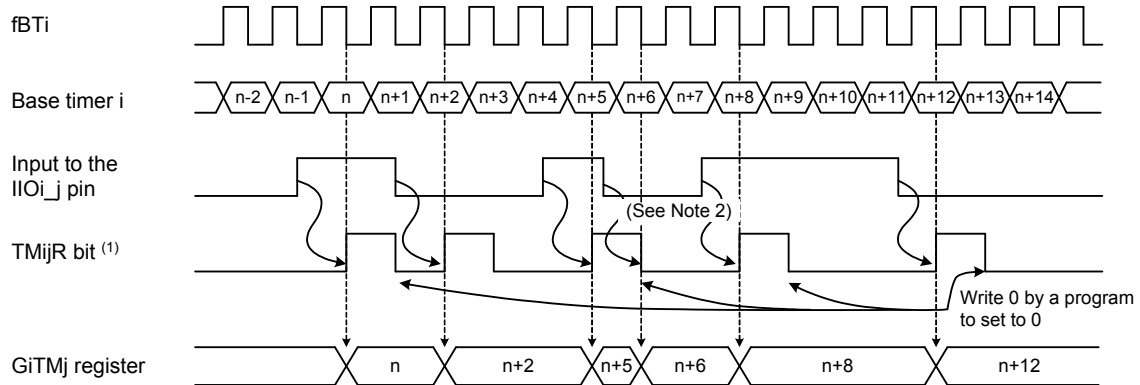 fBTi
Base timer i
n-2 n-1 n n+1 n+2 n+3 n+4 n+5 n+6 n+7 n+8 n+9 n+10 n+11 n+12 n+13 n+14
Input to the
IIOi_j pin
(See Note 2)
TMijR bit (1)
Write 0 by a program
to set to 0
GiTMj register
n n+2 n+5 n+6 n+8 n+12